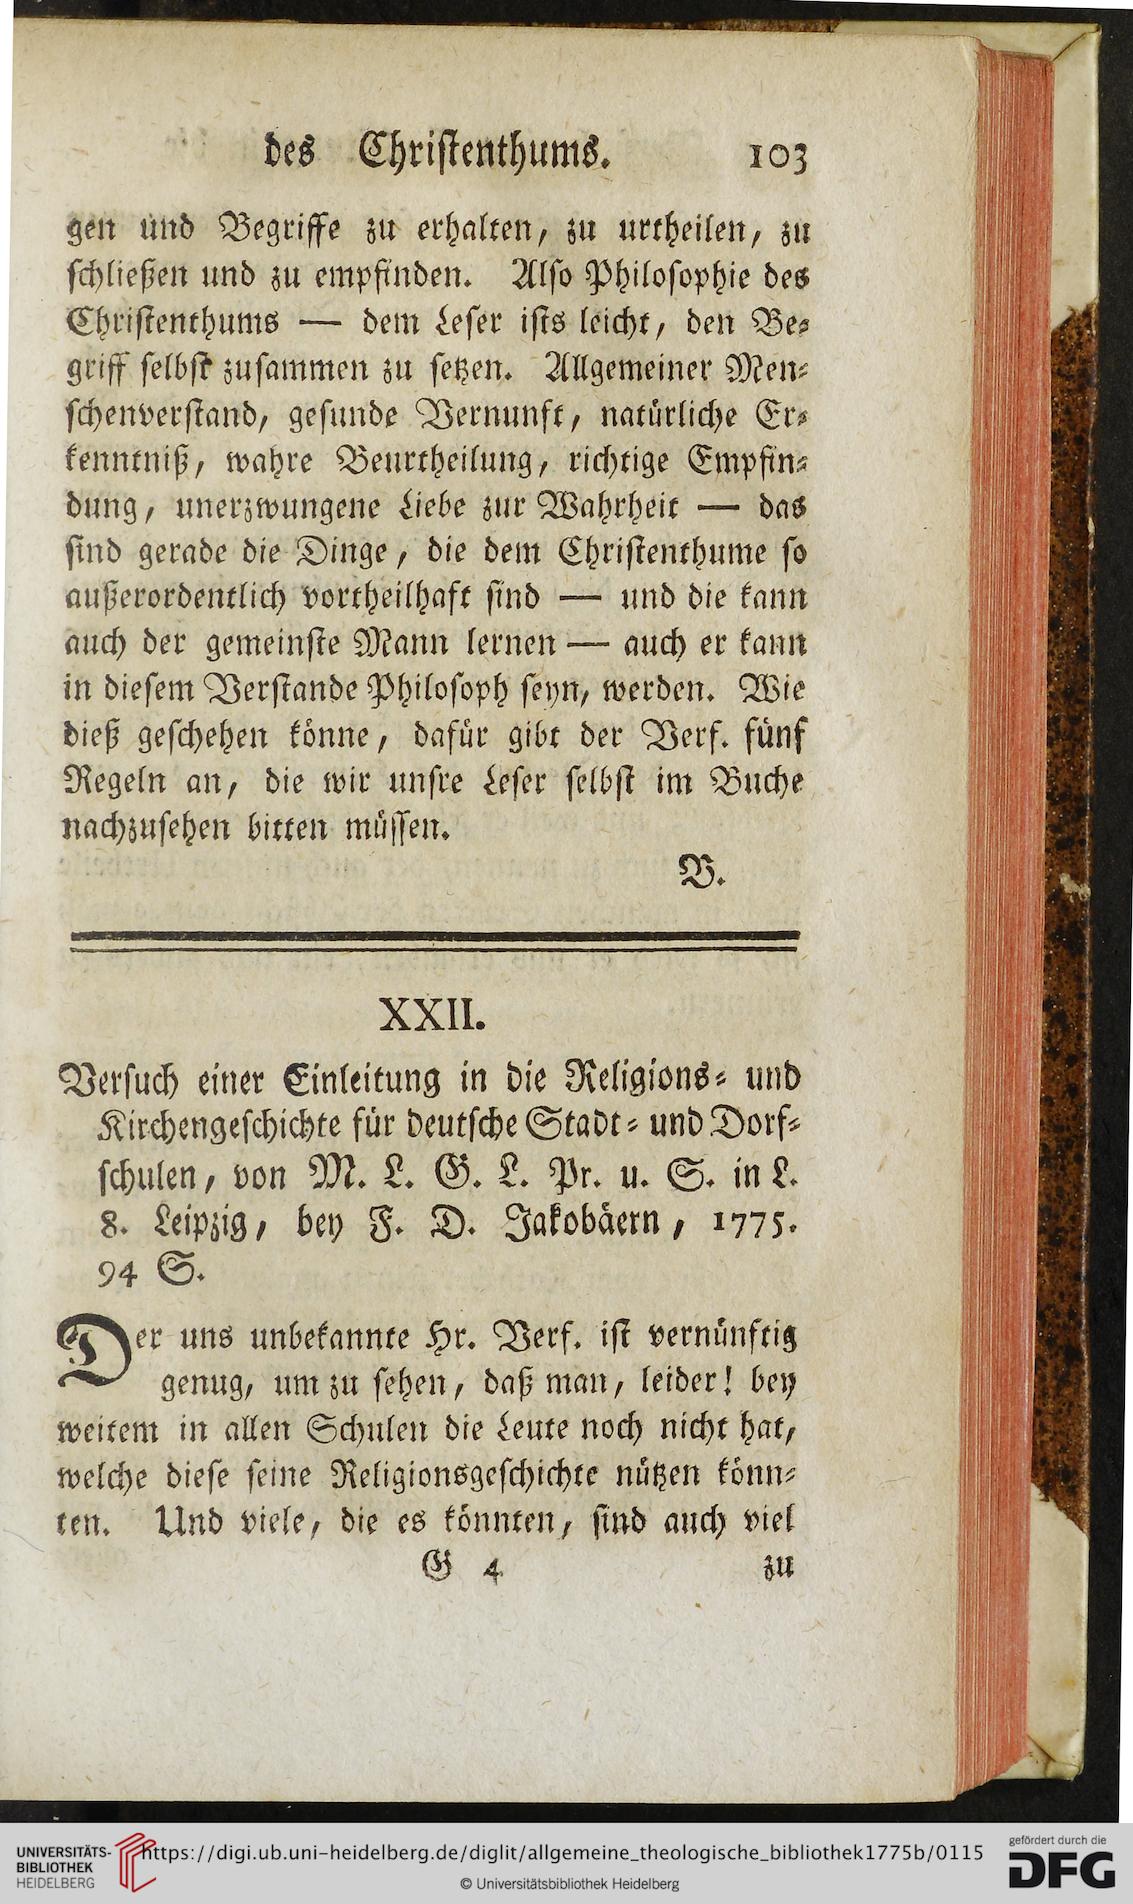 des Christenthums. 103
gen und Begriffe zu erhalten, zu urtheilen, zu
schließen und zu empfinden. Also Philosophie des
Christenthums — dem Leser ists leicht, den Be-
griff selbst zusammen zu setzen. Allgemeiner Men-
schenverstand, gesunde Vernunft, natürliche Er-
kenntniß, wahre Beurtheilung, richtige Empfin-
dung, unerzwungene Liebe zur Wahrheit — das
sind gerade die Dinge, die dem Christenthume so
außerordentlich vortheilhaft sind — und die kann
auch der gemeinste Mann lernen — auch er kann
in diesem Verstande Philosoph seyn, werden. Wie
dieß geschehen könne, dafür gibt der Verf. fünf
Regeln an, die wir unsre Leser selbst im Buche
nachzusehen bitten müssen.
V.
XXII.
Versuch einer Einleitung in die Religions- und
Kirchengeschichte für deutsche Stadt- und Dorf-
schulen, von M. L. G. L. Pr. u. S. in L.
8. Leipzig, bey F. D. Jakobäern, 1775.
94 S.
Der uns unbekannte Hr. Verf. ist vernünftig
genug, um zu sehen, daß man, leider! bey
weitem in allen Schulen die Leute noch nicht hat,
welche diese seine Religionsgeschichte nützen könn-
ten. Und viele, die es könnten, sind auch viel
G 4 zu
UNIVERSITÄTS-
BIBLIOTHEK
HEIDELBERG
https://digi.ub.uni-heidelberg.de/diglit/allgemeine_theologische_bibliothek1775b/0115
© Universitätsbibliothek Heidelberg
gefördert durch die
DFG